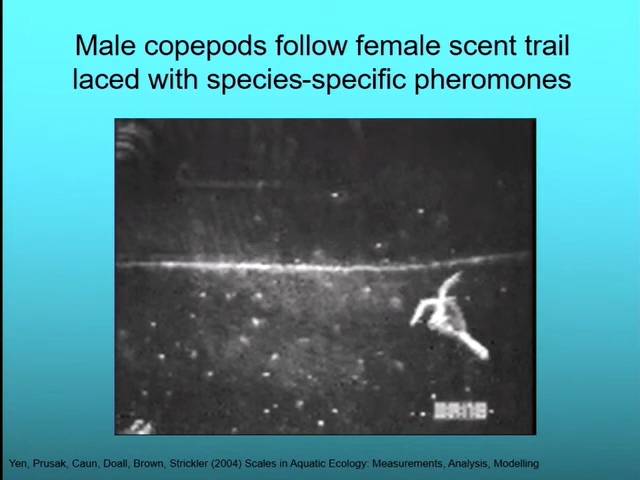 Male copepods follow female scent trail
laced with species-specific pheromones
Yen, Prusak, Caun, Doall, Brown, Strickler (2004) Scales in Aquatic Ecology: Measurements, Analysis, Modelling